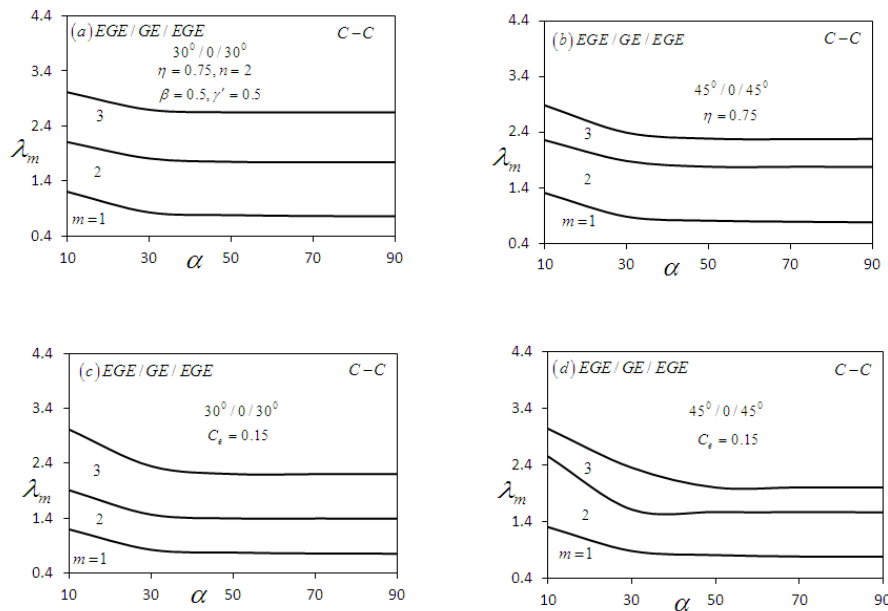 (a) EGE / GE / EGE C−C
30⁰ / 0 / 30⁰
η = 0.75, n = 2
β = 0.5, γ′ = 0.5
4.4
3.4
2.4
1.4
0.4
λₘ
3
2
m = 1
10 30 50 70 90
α
(b) EGE / GE / EGE C−C
45⁰ / 0 / 45⁰
η = 0.75
4.4
3.4
2.4
1.4
0.4
λₘ
3
2
m = 1
10 30 50 70 90
α
(c) EGE / GE / EGE C−C
30⁰ / 0 / 30⁰
= 0.15
4.4
3.4
2.4
1.4
0.4
λₘ
3
2
m = 1
10 30 50 70 90
α
(d) EGE / GE / EGE C−C
45⁰ / 0 / 45⁰
= 0.15
4.4
3.4
2.4
1.4
0.4
λₘ
3
2
m = 1
10 30 50 70 90
α